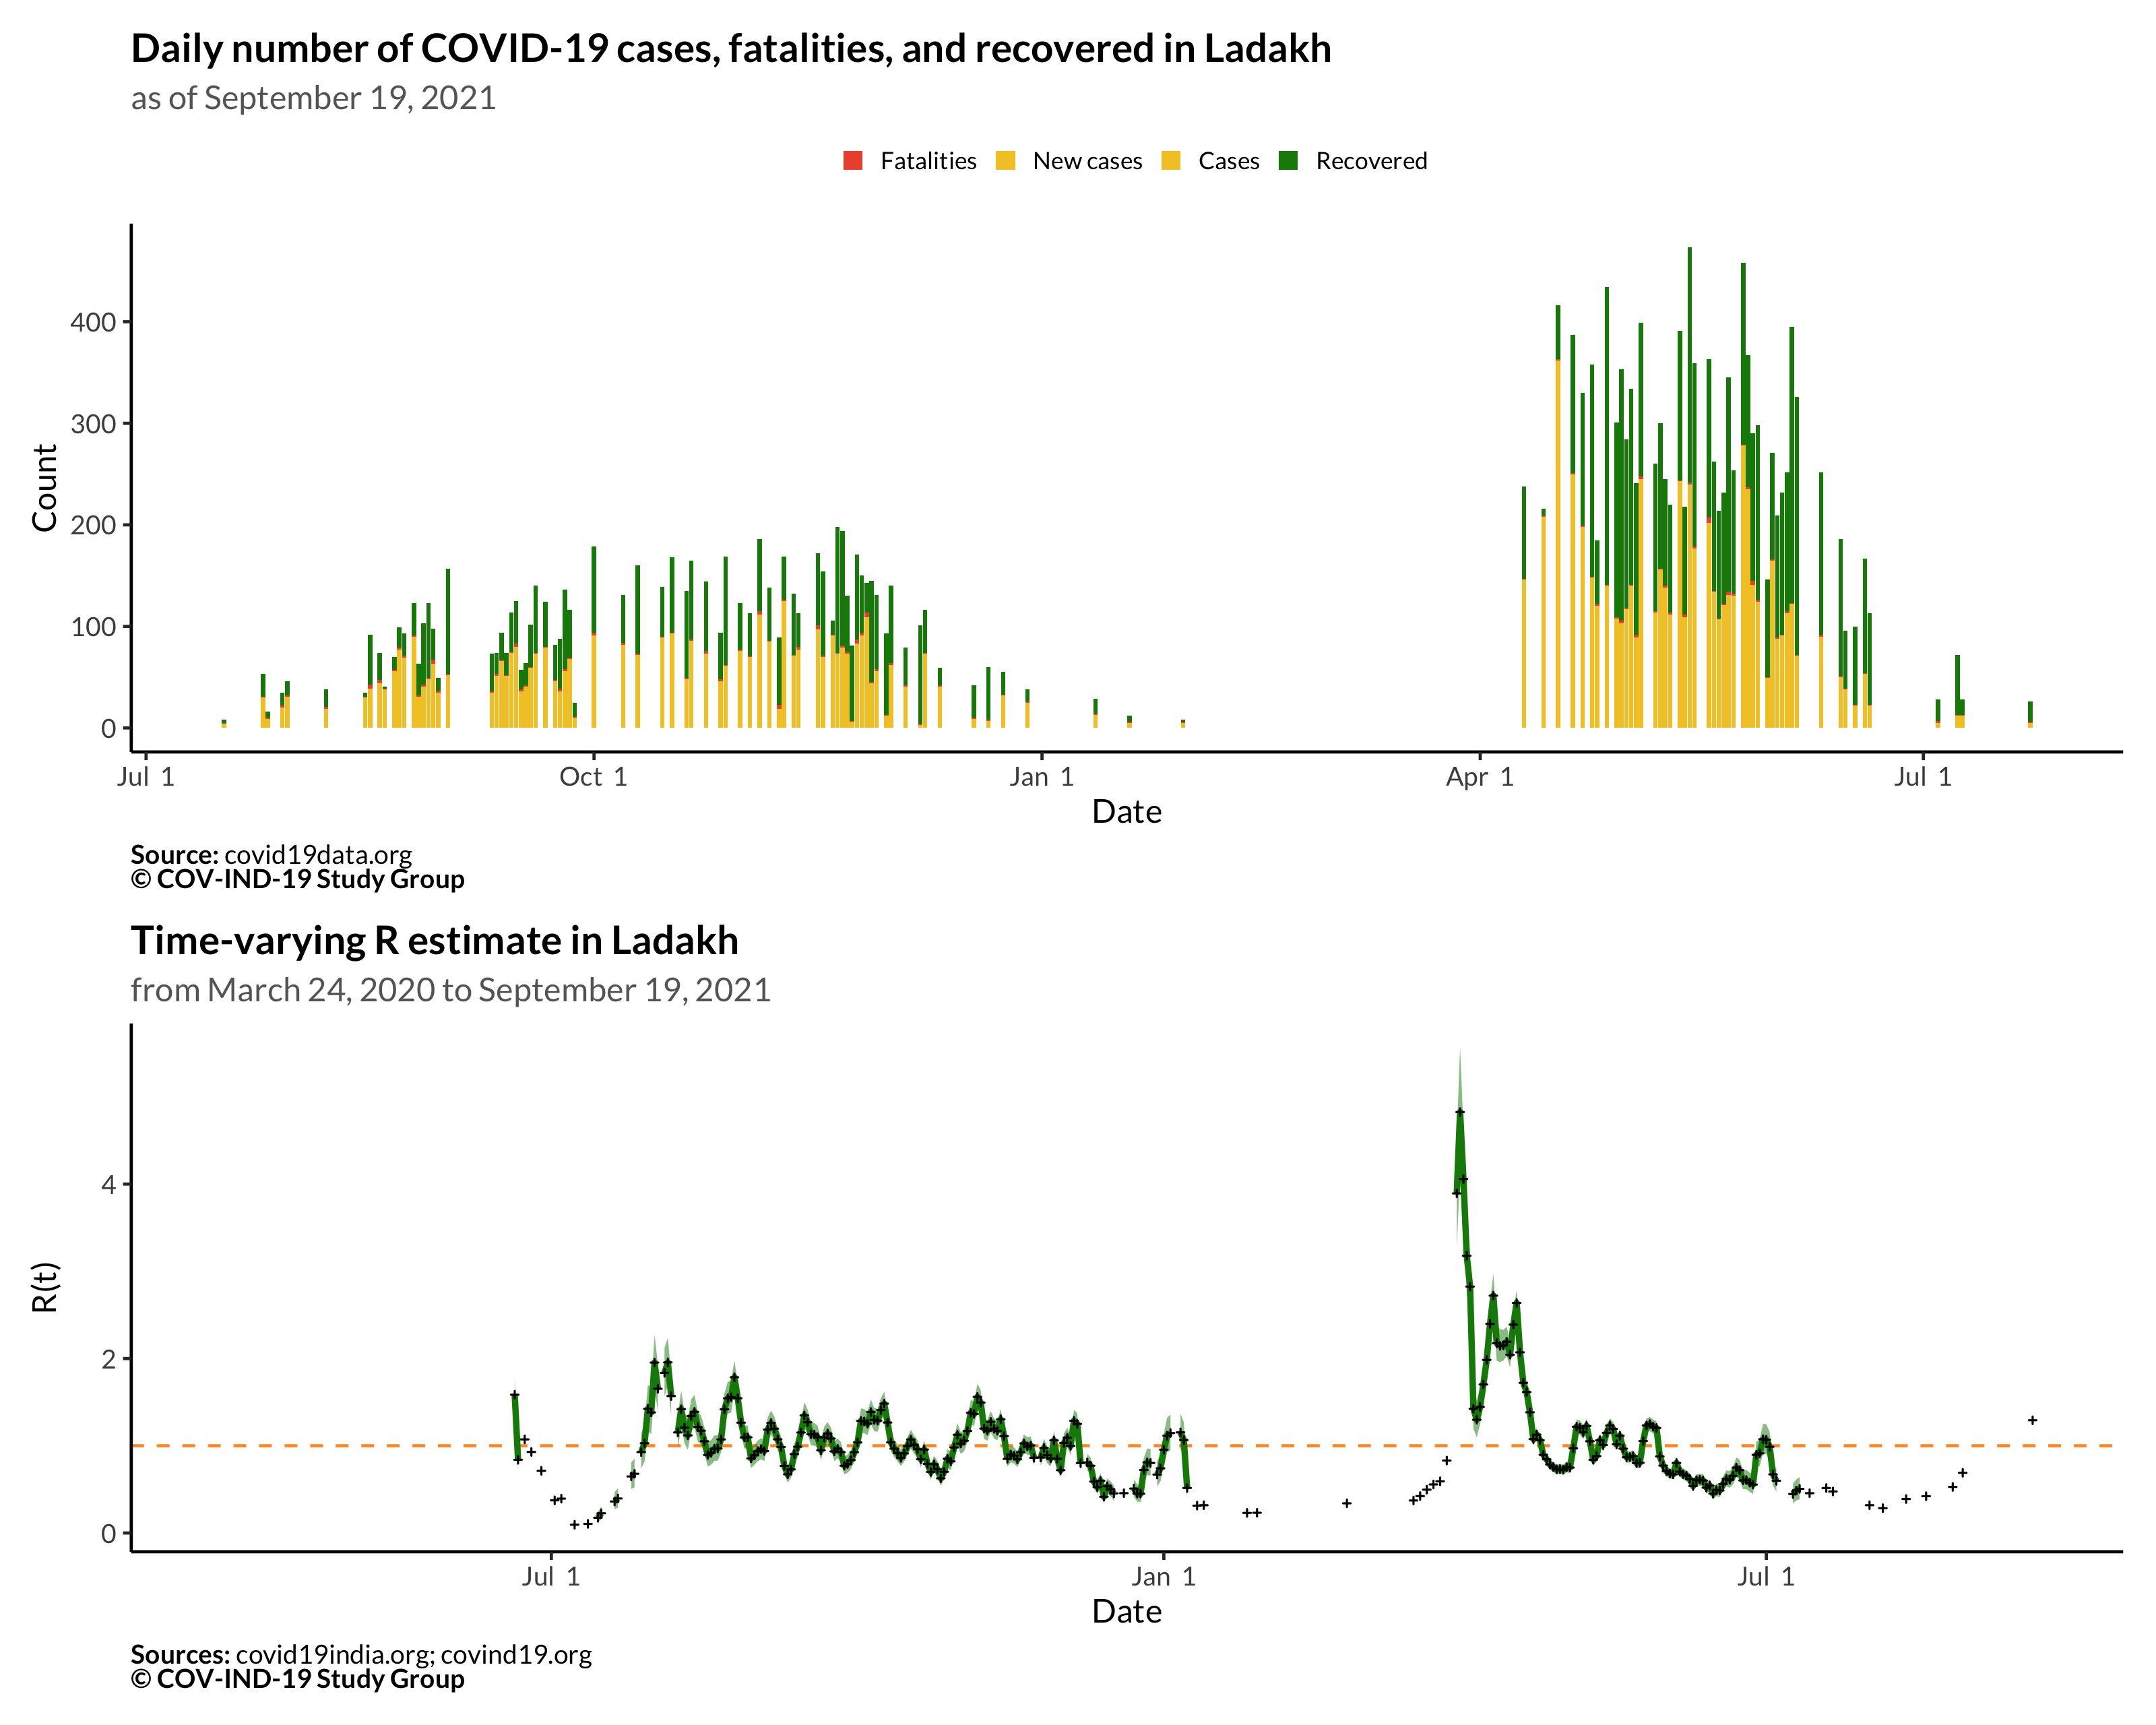 Daily number of COVID-19 cases, fatalities, and recovered in Ladakh
as of September 19, 2021
Fatalities New cases Cases Recovered
Count
400
300
200
100
0
Jul 1 Oct 1 Jan 1 Apr 1 Jul 1
Date
Source: covid19data.org
© COV-IND-19 Study Group
Time-varying R estimate in Ladakh
from March 24, 2020 to September 19, 2021
R(t)
4
2
0
Jul 1 Jan 1 Jul 1
Date
Sources: covid19india.org; covind19.org
© COV-IND-19 Study Group